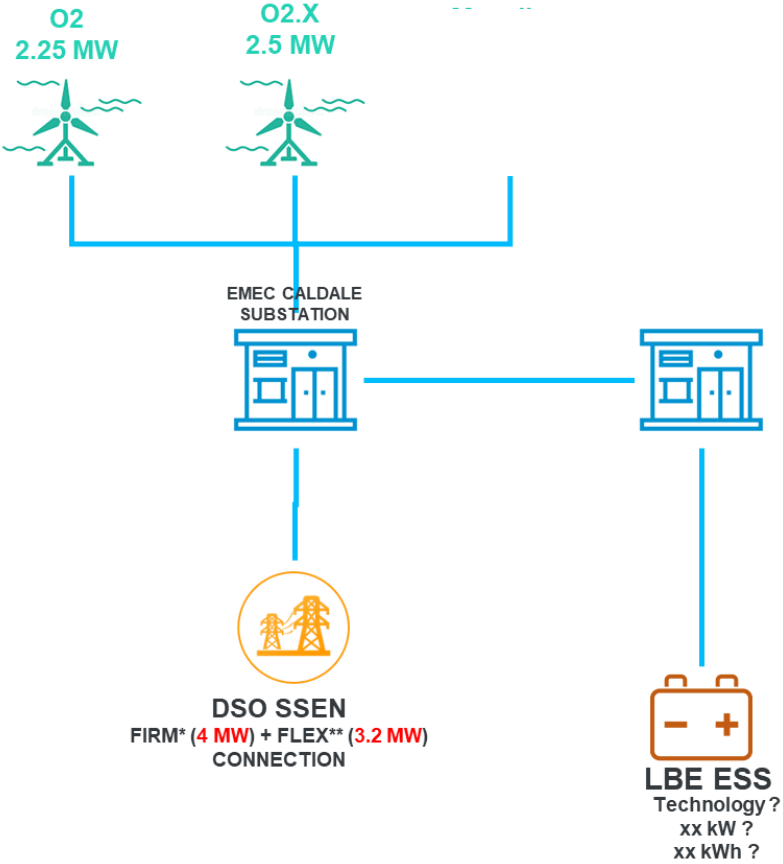 O2
2.25 MW
O2.X
2.5 MW
EMEC CALDALE
SUBSTATION
DSO SSEN
FIRM* (4 MW) + FLEX** (3.2 MW)
CONNECTION
LBE ESS
Technology ?
xx kW ?
xx kWh ?